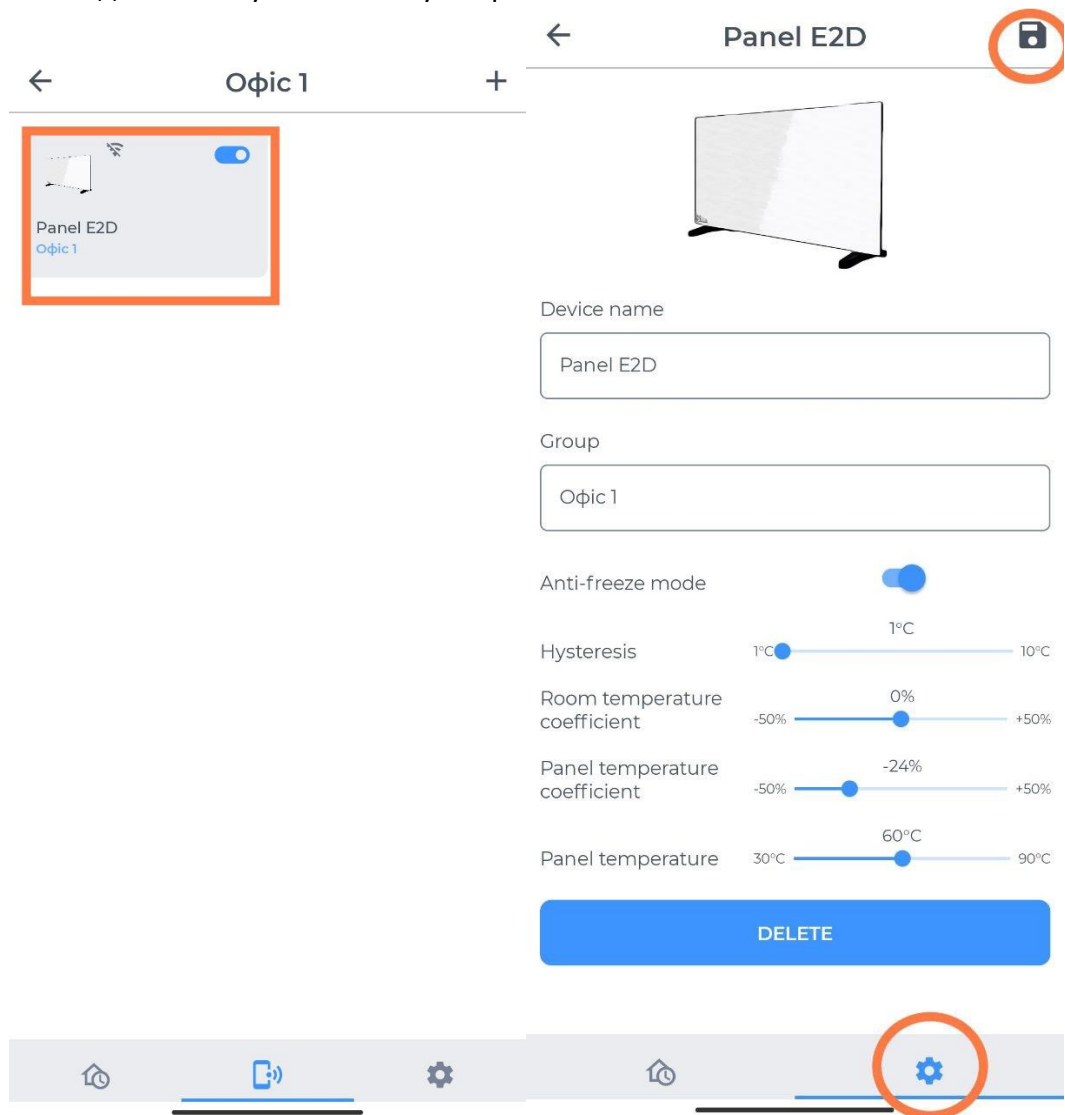 Офіс 1
Panel E2D
Офіс 1
Panel E2D
Device name
Panel E2D
Group
Офіс 1
Anti-freeze mode
1°C
Hysteresis 1°C 10°C
Room temperature
coefficient
0%
-50% +50%
Panel temperature
coefficient
-24%
-50% +50%
60°C
Panel temperature 30°C 90°C
DELETE